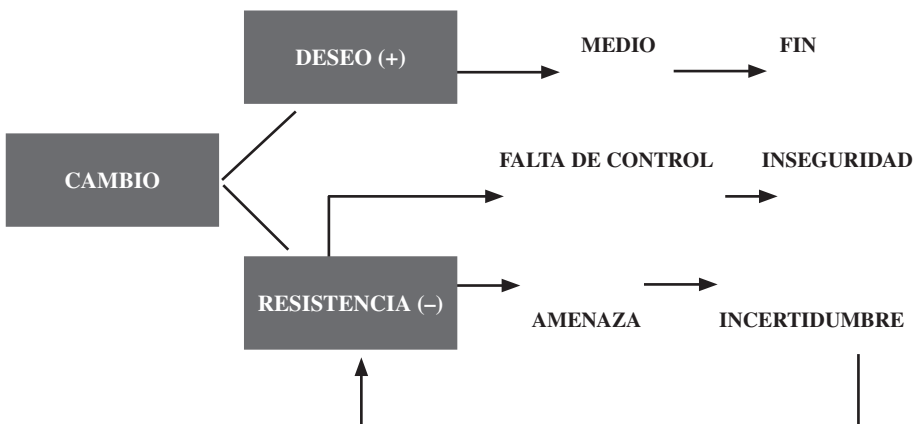 DESEO (+)
MEDIO
FIN
CAMBIO
FALTA DE CONTROL
INSEGURIDAD
RESISTENCIA (–)
AMENAZA
INCERTIDUMBRE